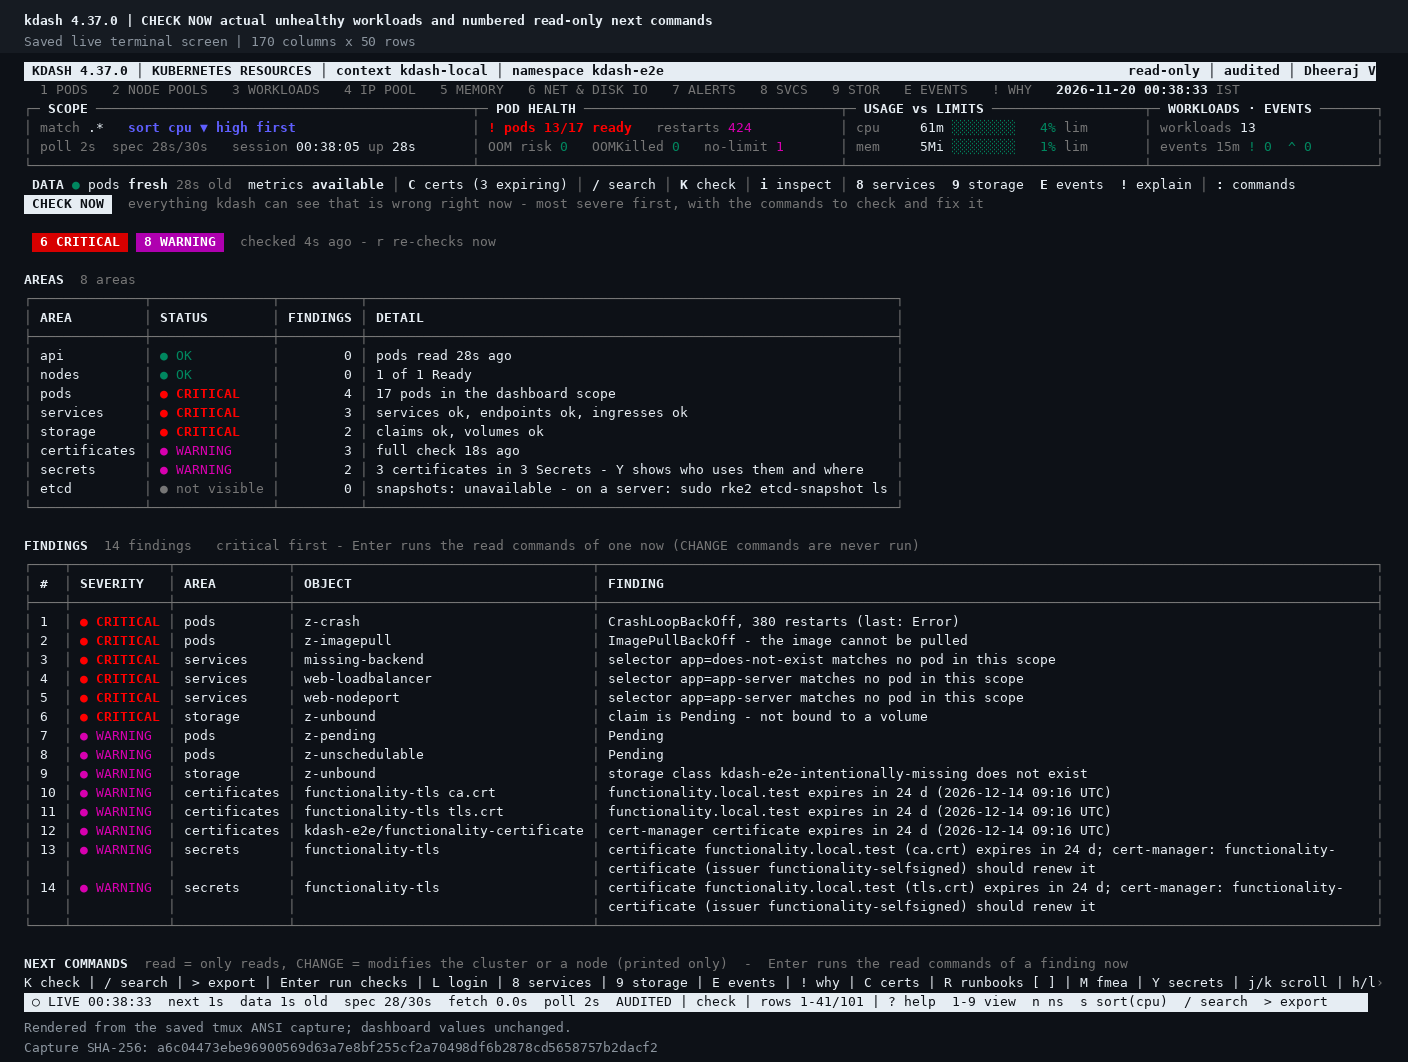 kdash 4.37.0 | CHECK NOW actual unhealthy workloads and numbered read-only next commands
Saved live terminal screen | 170 columns x 50 rows
KDASH 4.37.0 │ KUBERNETES RESOURCES │ context kdash-local │ namespace kdash-e2e read-only │ audited │ Dheeraj V
1 PODS 2 NODE POOLS 3 WORKLOADS 4 IP POOL 5 MEMORY 6 NET & DISK IO 7 ALERTS 8 SVCS 9 STOR E EVENTS ! WHY 2026-11-20 00:38:33 IST
SCOPE POD HEALTH USAGE vs LIMITS WORKLOADS · EVENTS
match .* sort cpu ▼ high first │ ! pods 13/17 ready restarts 424 │ cpu 61m ░░░░░░░░ 4% lim │ workloads 13
poll 2s spec 28s/30s session 00:38:05 up 28s │ OOM risk 0 OOMKilled 0 no-limit 1 │ mem 5Mi ░░░░░░░░ 1% lim │ events 15m ! 0 ^ 0
DATA ● pods fresh 28s old metrics available │ C certs (3 expiring) │ / search │ K check │ i inspect │ 8 services 9 storage E events ! explain │ : commands
CHECK NOW everything kdash can see that is wrong right now - most severe first, with the commands to check and fix it
6 CRITICAL 8 WARNING checked 4s ago - r re-checks now
AREAS 8 areas
AREA │ STATUS │ FINDINGS │ DETAIL
api │ ● OK │ 0 │ pods read 28s ago
nodes │ ● OK │ 0 │ 1 of 1 Ready
pods │ ● CRITICAL │ 4 │ 17 pods in the dashboard scope
services │ ● CRITICAL │ 3 │ services ok, endpoints ok, ingresses ok
storage │ ● CRITICAL │ 2 │ claims ok, volumes ok
certificates │ ● WARNING │ 3 │ full check 18s ago
secrets │ ● WARNING │ 2 │ 3 certificates in 3 Secrets - Y shows who uses them and where
etcd │ ● not visible │ 0 │ snapshots: unavailable - on a server: sudo rke2 etcd-snapshot ls
FINDINGS 14 findings critical first - Enter runs the read commands of one now (CHANGE commands are never run)
# │ SEVERITY │ AREA │ OBJECT │ FINDING
1 │ ● CRITICAL │ pods │ z-crash │ CrashLoopBackOff, 380 restarts (last: Error)
2 │ ● CRITICAL │ pods │ z-imagepull │ ImagePullBackOff - the image cannot be pulled
3 │ ● CRITICAL │ services │ missing-backend │ selector app=does-not-exist matches no pod in this scope
4 │ ● CRITICAL │ services │ web-loadbalancer │ selector app=app-server matches no pod in this scope
5 │ ● CRITICAL │ services │ web-nodeport │ selector app=app-server matches no pod in this scope
6 │ ● CRITICAL │ storage │ z-unbound │ claim is Pending - not bound to a volume
7 │ ● WARNING │ pods │ z-pending │ Pending
8 │ ● WARNING │ pods │ z-unschedulable │ Pending
9 │ ● WARNING │ storage │ z-unbound │ storage class kdash-e2e-intentionally-missing does not exist
10 │ ● WARNING │ certificates │ functionality-tls ca.crt │ functionality.local.test expires in 24 d (2026-12-14 09:16 UTC)
11 │ ● WARNING │ certificates │ functionality-tls tls.crt │ functionality.local.test expires in 24 d (2026-12-14 09:16 UTC)
12 │ ● WARNING │ certificates │ kdash-e2e/functionality-certificate │ cert-manager certificate expires in 24 d (2026-12-14 09:16 UTC)
13 │ ● WARNING │ secrets │ functionality-tls │ certificate functionality.local.test (ca.crt) expires in 24 d; cert-manager: functionality-
certificate (issuer functionality-selfsigned) should renew it
14 │ ● WARNING │ secrets │ functionality-tls │ certificate functionality.local.test (tls.crt) expires in 24 d; cert-manager: functionality-
certificate (issuer functionality-selfsigned) should renew it
NEXT COMMANDS read = only reads, CHANGE = modifies the cluster or a node (printed only) - Enter runs the read commands of a finding now
K check | / search | > export | Enter run checks | L login | 8 services | 9 storage | E events | ! why | C certs | R runbooks [ ] | M fmea | Y secrets | j/k scroll | h/l›
○ LIVE 00:38:33 next 1s data 1s old spec 28/30s fetch 0.0s poll 2s AUDITED | check | rows 1-41/101 | ? help 1-9 view n ns s sort(cpu) / search > export
Rendered from the saved tmux ANSI capture; dashboard values unchanged.
Capture SHA-256: a6c04473ebe96900569d63a7e8bf255cf2a70498df6b2878cd5658757b2dacf2